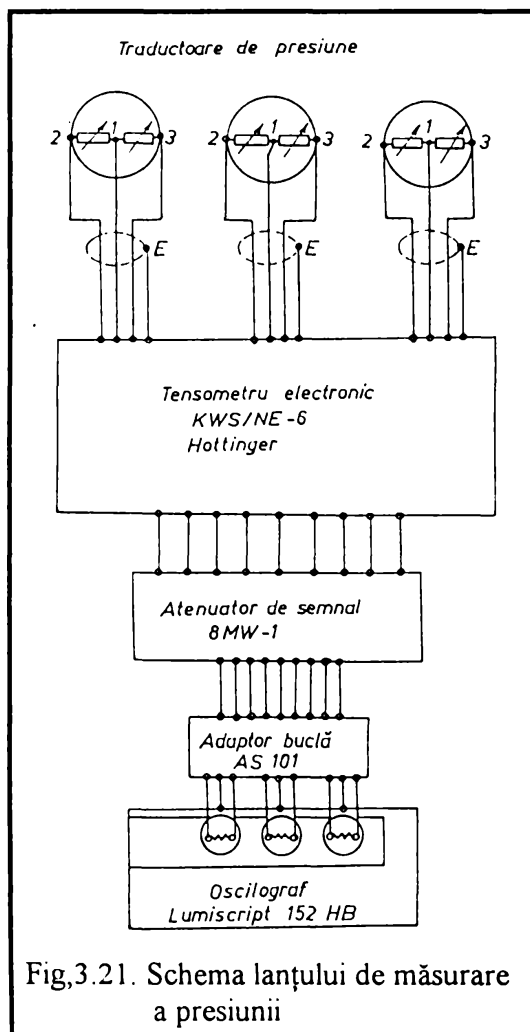 Traductoare de presiune
2 1 3 2 1 3 2 1 3
E E E
Tensometru electronic
KWS/NE-6
Hottinger
Atenuator de semnal
8MW-1
Adaptor buclă
AS 101
Oscilograf
Lumiscript 152 HB
Fig,3.21. Schema lanțului de măsurare
a presiunii